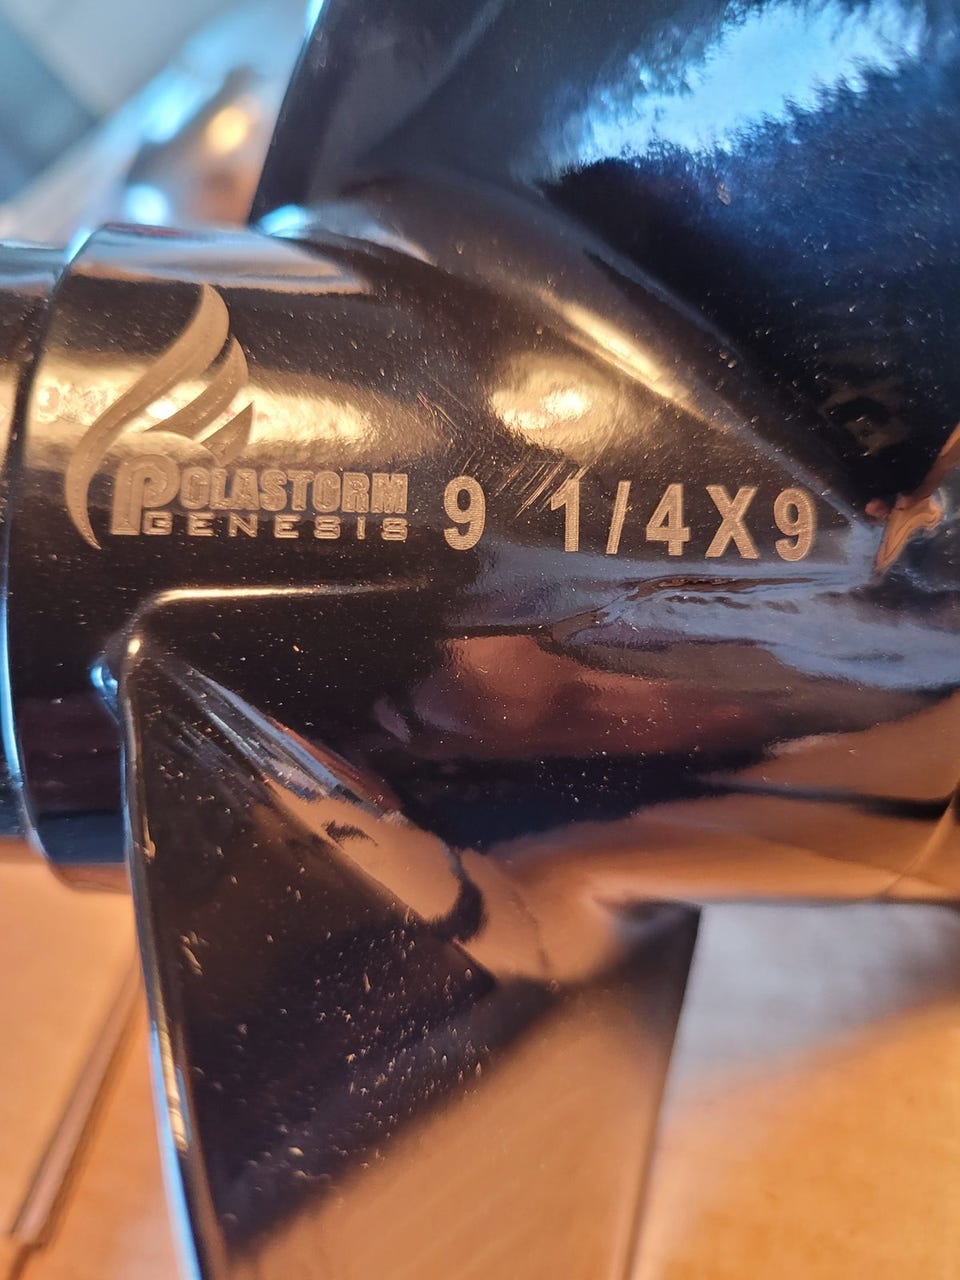 POLASTORM
GENESIS
9 1/4X9